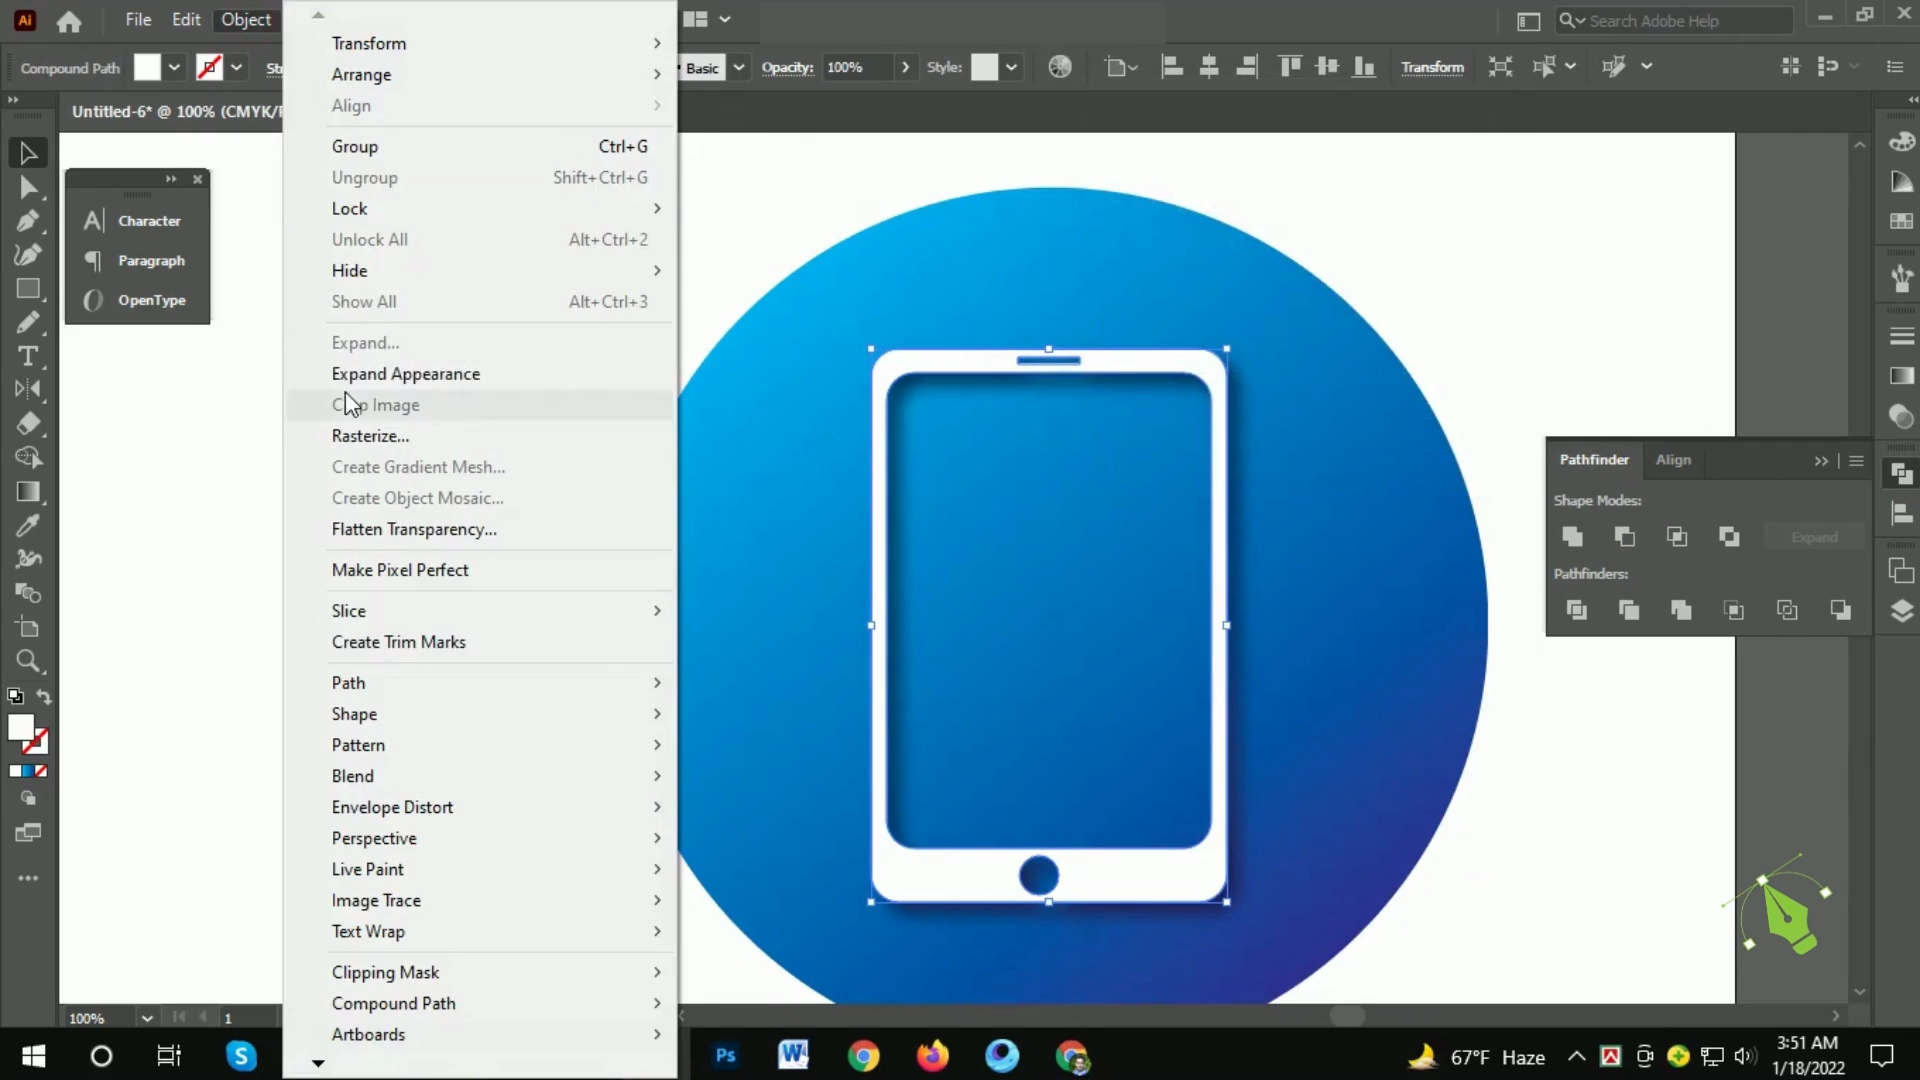 Ai
File Edit Object
Search Adobe Help
Compound Path
Basic
Opacity: 100%
Style:
Transform
Untitled-6* @ 100% (CMYK/
Character
Paragraph
OpenType
Transform
Arrange
Align
Group Ctrl+G
Ungroup Shift+Ctrl+G
Lock
Unlock All Alt+Ctrl+2
Hide
Show All Alt+Ctrl+3
Expand...
Expand Appearance
Image
Rasterize...
Create Gradient Mesh...
Create Object Mosaic...
Flatten Transparency...
Make Pixel Perfect
Slice
Create Trim Marks
Path
Shape
Pattern
Blend
Envelope Distort
Perspective
Live Paint
Image Trace
Text Wrap
Clipping Mask
Compound Path
Artboards
Pathfinder Align
Shape Modes:
Expand
Pathfinders:
100%
1
Ps
67°F Haze
3:51 AM
1/18/2022